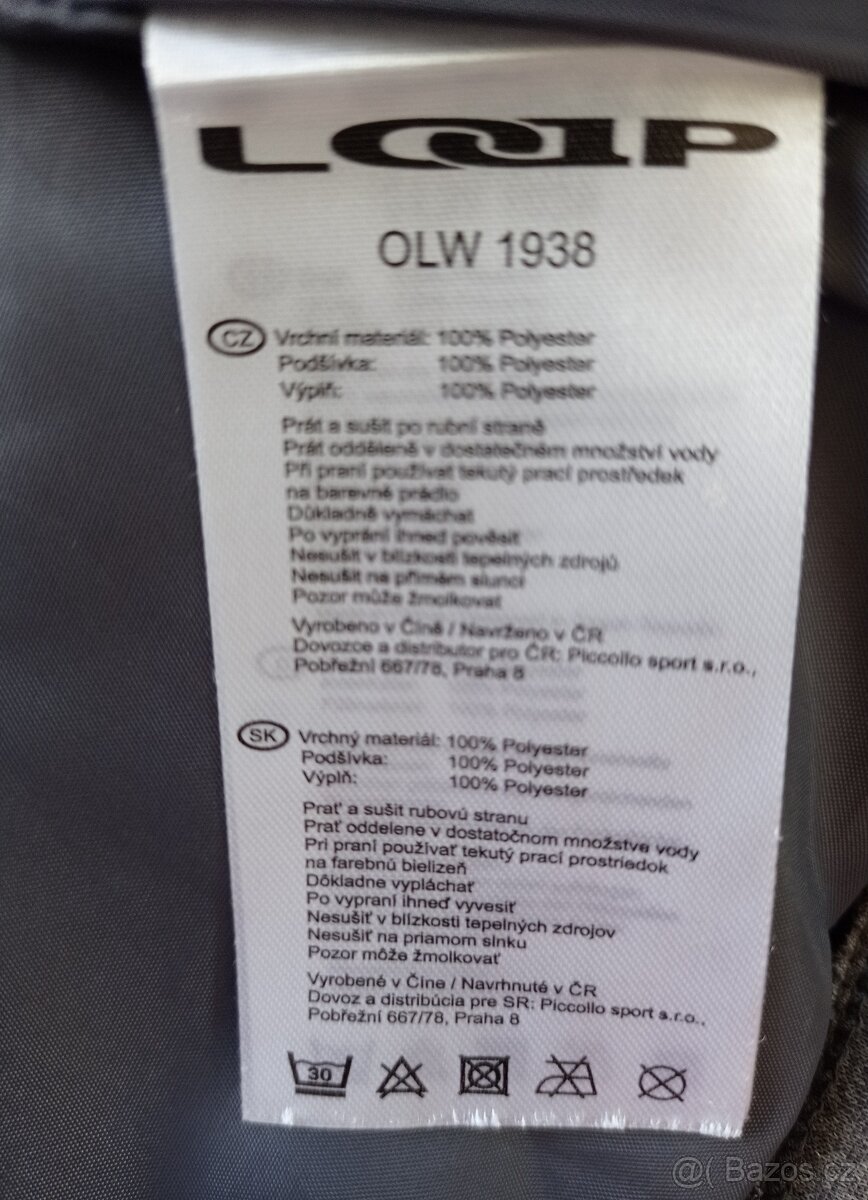 LOAP
OLW 1938
CZ Vrchní materiál: 100% Polyester
Podšívka: 100% Polyester
Výplň: 100% Polyester
Prát a sušit po rubní straně
Prát odděleně v dostatečném množství vody
Při praní používat tekutý prací prostředek
na barevné prádlo
Důkladně vymáchat
Po vyprání ihned pověsit
Nesušit v blízkosti tepelných zdrojů
Nesušit na přímém slunci
Pozor může žmolkovat
Vyrobeno v Číně / Navrženo v ČR
Dovozce a distributor pro ČR: Piccollo sport s.r.o.,
Pobřežní 667/78, Praha 8
SK Vrchný materiál: 100% Polyester
Podšívka: 100% Polyester
Výplň: 100% Polyester
Prať a sušit rubovú stranu
Prať oddelene v dostatočnom množstve vody
Pri praní používať tekutý prací prostriedok
na farebnú bielizeň
Dôkladne vypláchať
Po vypraní ihneď vyvesiť
Nesušiť v blízkosti tepelných zdrojov
Nesušiť na priamom slnku
Pozor môže žmolkovať
Vyrobené v Číne / Navrhnuté v ČR
Dovoz a distribúcia pre SR: Piccollo sport s.r.o.,
Pobřežní 667/78, Praha 8
30
@( Bazos.cz